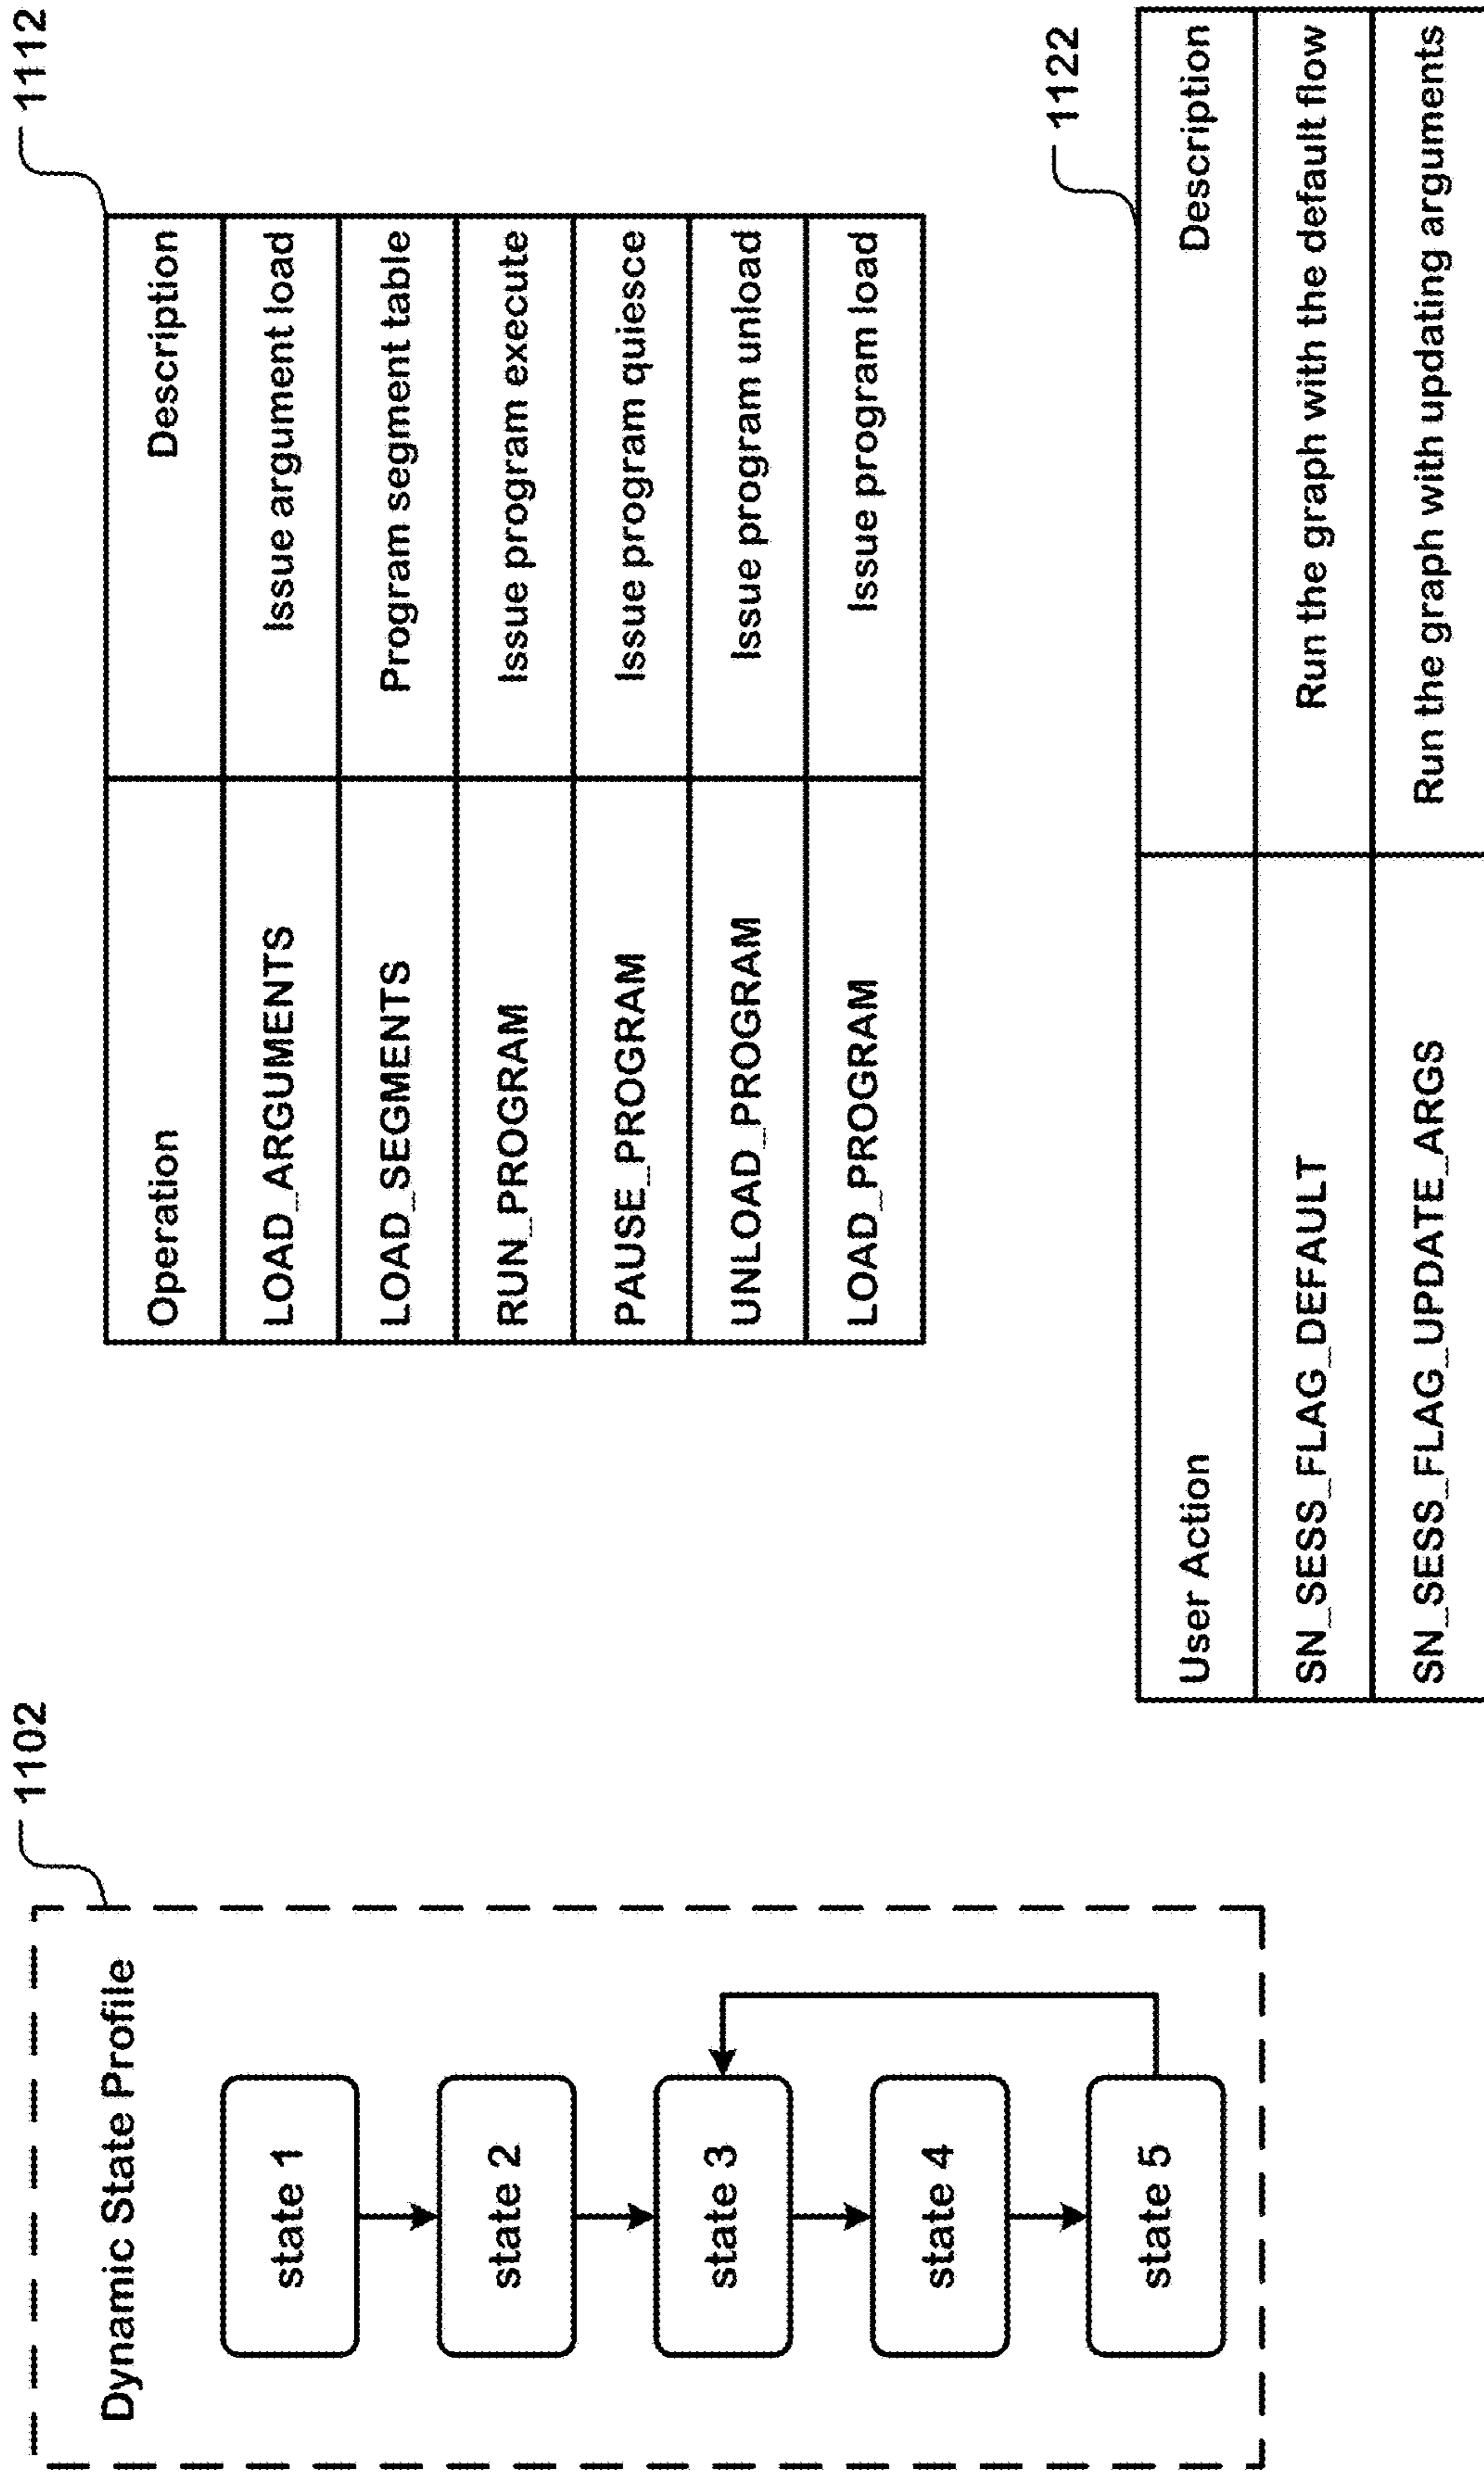 1102
Dynamic State Profile
state 1
state 2
state 3
state 4
state 5
1112
Operation Description
LOAD_ARGUMENTS Issue argument load
LOAD_SEGMENTS Program segment table
RUN_PROGRAM Issue program execute
PAUSE_PROGRAM Issue program quiesce
UNLOAD_PROGRAM Issue program unload
LOAD_PROGRAM Issue program load
1122
User Action Description
SN_SESS_FLAG_DEFAULT Run the graph with the default flow
SN_SESS_FLAG_UPDATE_ARGS Run the graph with updating arguments